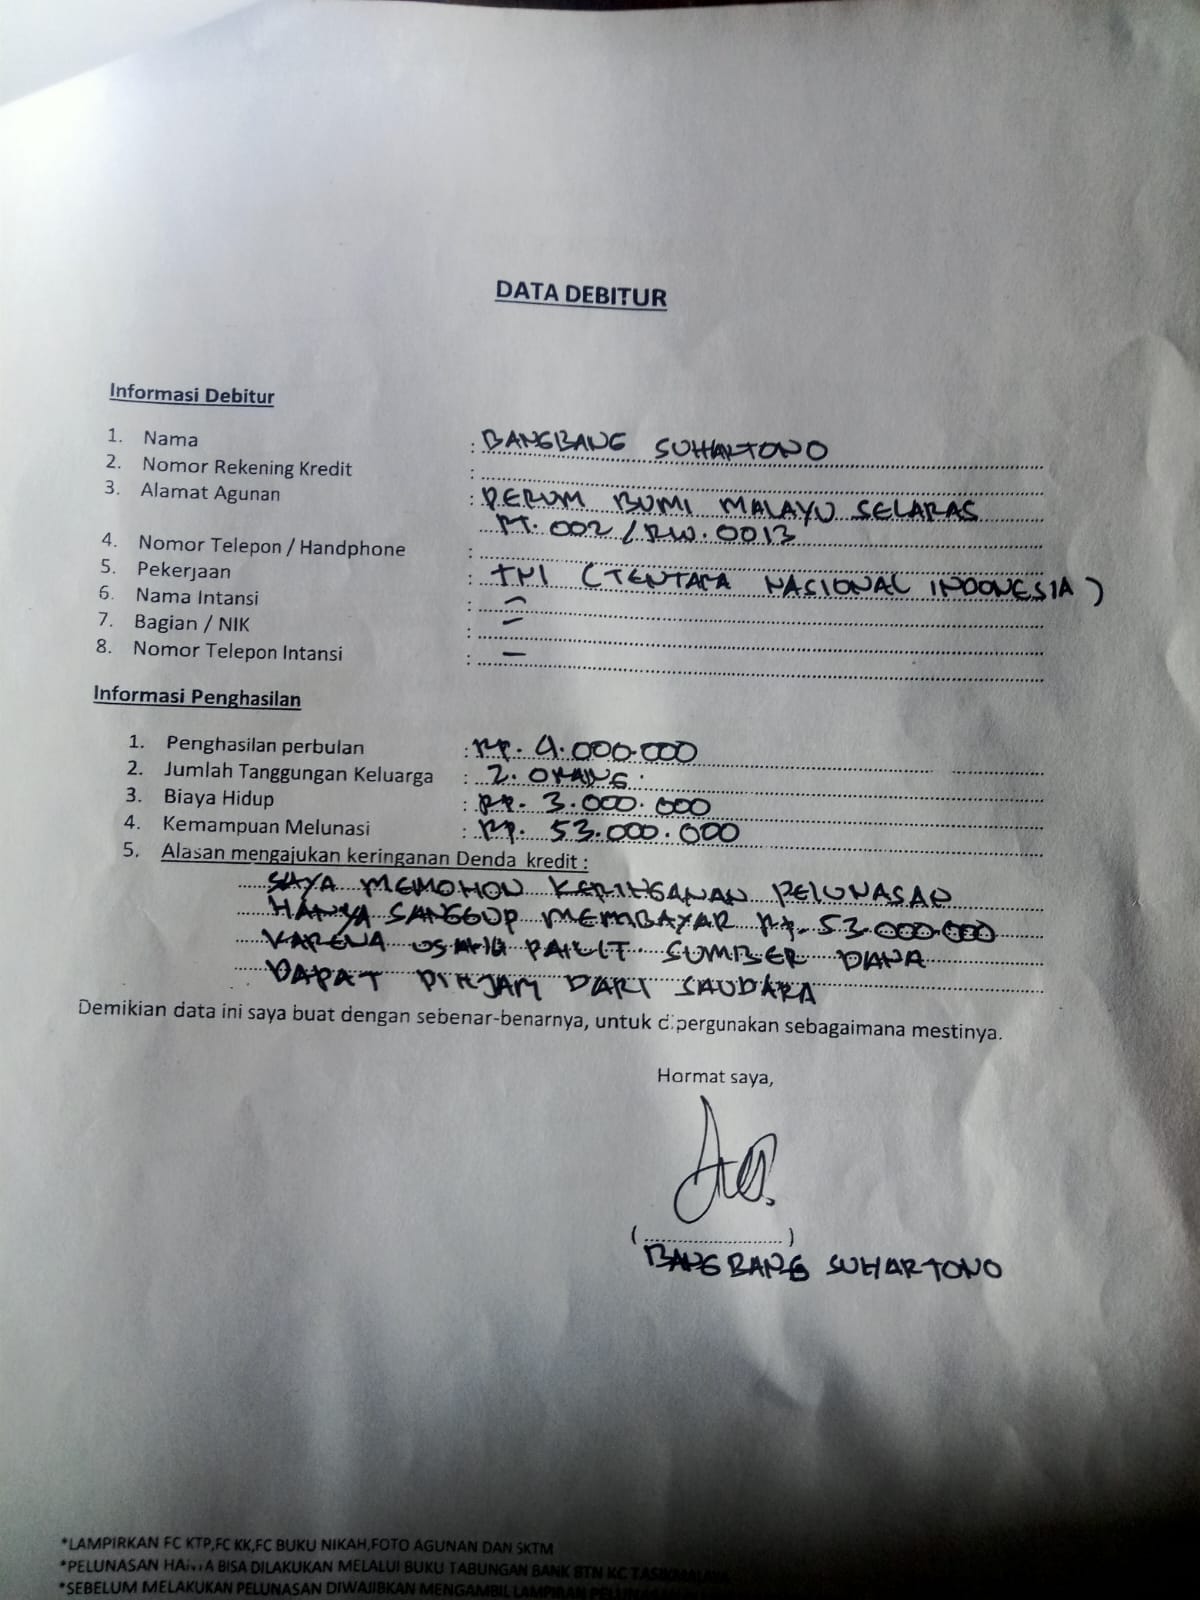 DATA DEBITUR
Informasi Debitur
1. Nama : BANGBANG SUHARTONO
2. Nomor Rekening Kredit :
3. Alamat Agunan : PERUM BUMI MALAYU SELARAS
RT. 002 / RW. 0013
4. Nomor Telepon / Handphone :
5. Pekerjaan : TNI (TENTARA NASIONAL INDONESIA)
6. Nama Intansi : =
7. Bagian / NIK :
8. Nomor Telepon Intansi : -
Informasi Penghasilan
1. Penghasilan perbulan : Rp. 4.000.000
2. Jumlah Tanggungan Keluarga : 2. ORANG.
3. Biaya Hidup : Rp. 3.000.000
4. Kemampuan Melunasi : Rp. 53.000.000
5. Alasan mengajukan keringanan Denda kredit :
SAYA MEMOHON KERINGANAN PELUNASAN
HANYA SANGGUP MEMBAYAR Rp. 53.000.000
KARENA USAHA PAILIT. SUMBER DANA
DAPAT PINJAM DARI SAUDARA
Demikian data ini saya buat dengan sebenar-benarnya, untuk dipergunakan sebagaimana mestinya.
Hormat saya,
(....................)
BANGBANG SUHARTONO
*LAMPIRKAN FC KTP,FC KK,FC BUKU NIKAH,FOTO AGUNAN DAN SKTM
*PELUNASAN HANYA BISA DILAKUKAN MELALUI BUKU TABUNGAN BANK BTN KC TASIKMALAYA
*SEBELUM MELAKUKAN PELUNASAN DIWAJIBKAN MENGAMBIL LAMPIRAN